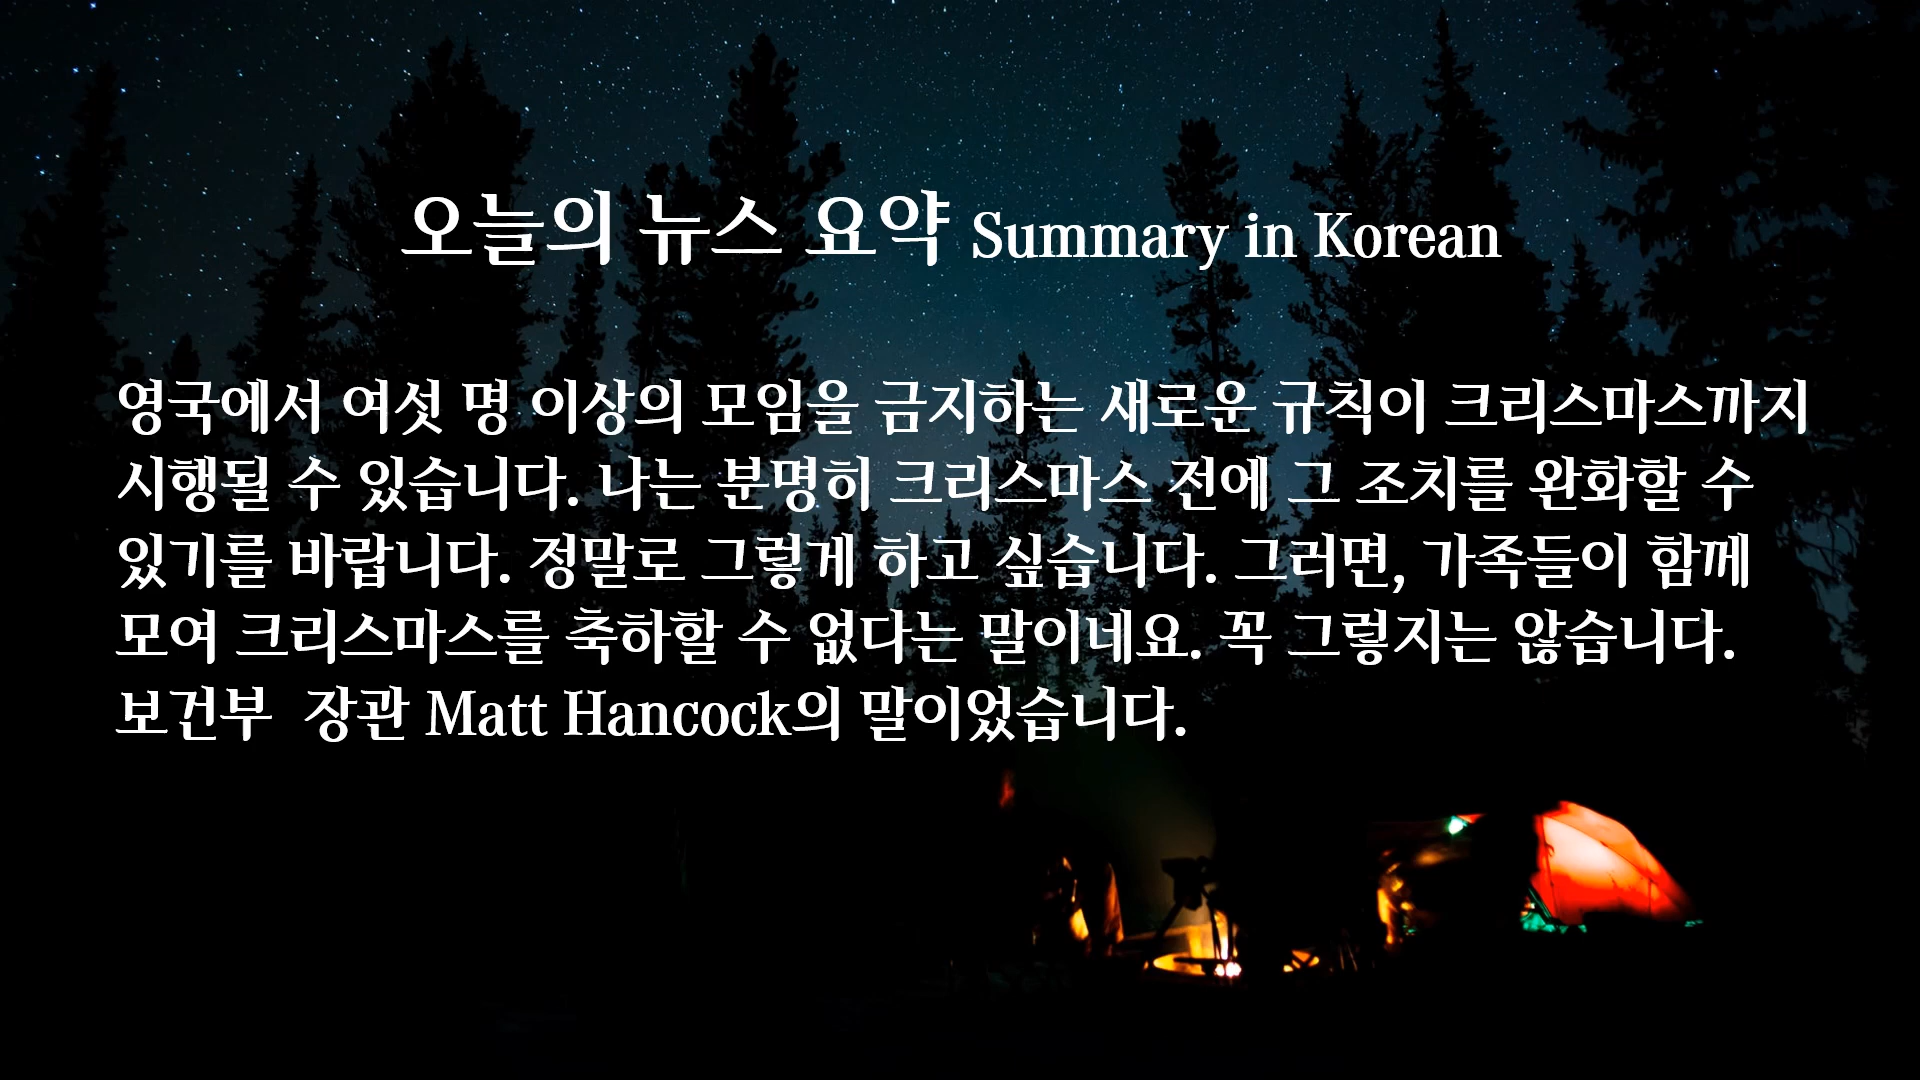 오늘의 뉴스 요약 Summary in Korean
영국에서 여섯 명 이상의 모임을 금지하는 새로운 규칙이 크리스마스까지
시행될 수 있습니다. 나는 분명히 크리스마스 전에 그 조치를 완화할 수
있기를 바랍니다. 정말로 그렇게 하고 싶습니다. 그러면, 가족들이 함께
모여 크리스마스를 축하할 수 없다는 말이네요. 꼭 그렇지는 않습니다.
보건부  장관 Matt Hancock의 말이었습니다.